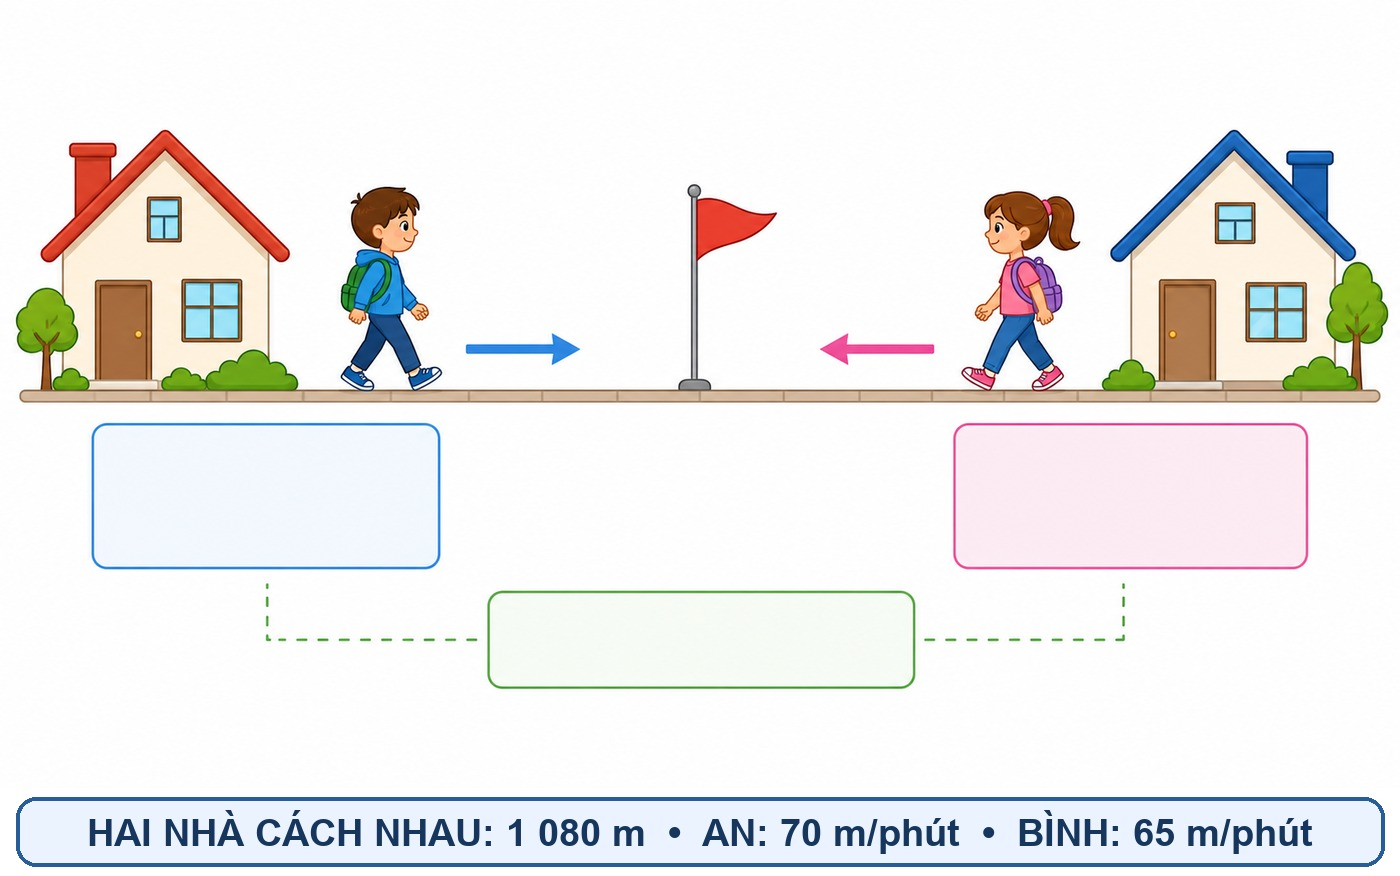 HAI NHÀ CÁCH NHAU: 1 080 m • AN: 70 m/phút • BÌNH: 65 m/phút